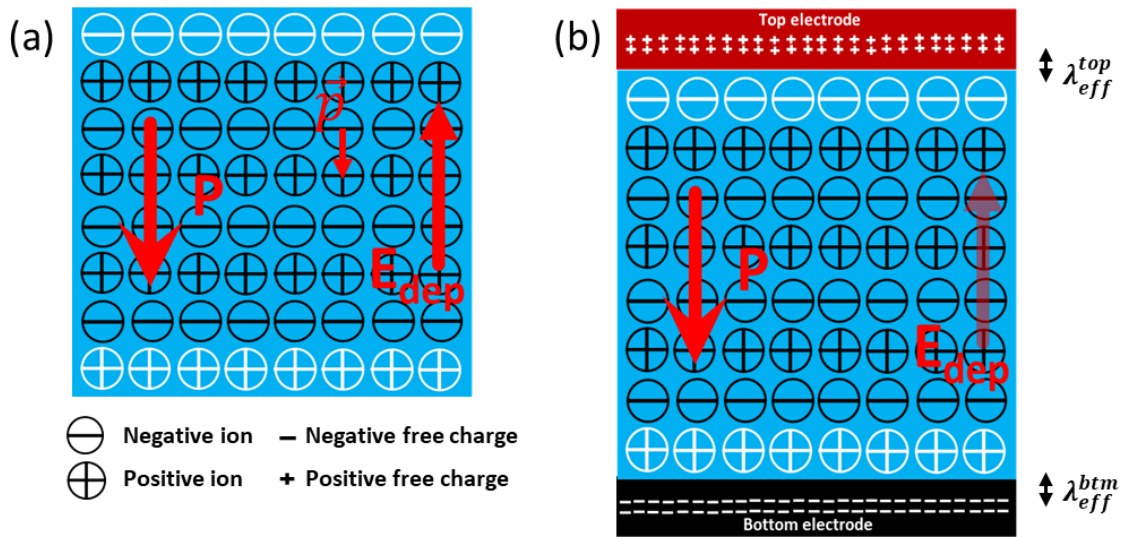 (a)
p⃗
P
E_dep
Negative ion
Negative free charge
Positive ion
Positive free charge
(b)
Top electrode
λ_eff^top
P
E_dep
λ_eff^btm
Bottom electrode